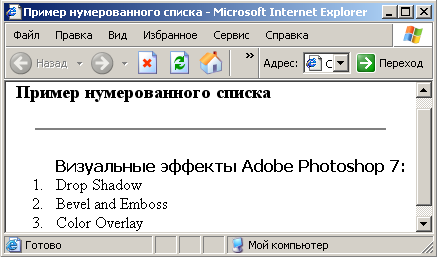 Пример нумерованного списка - Microsoft Internet Explorer
Файл Правка Вид Избранное Сервис Справка
Назад » Адрес: C Переход
Пример нумерованного списка
Визуальные эффекты Adobe Photoshop 7:
1. Drop Shadow
2. Bevel and Emboss
3. Color Overlay
Готово Мой компьютер